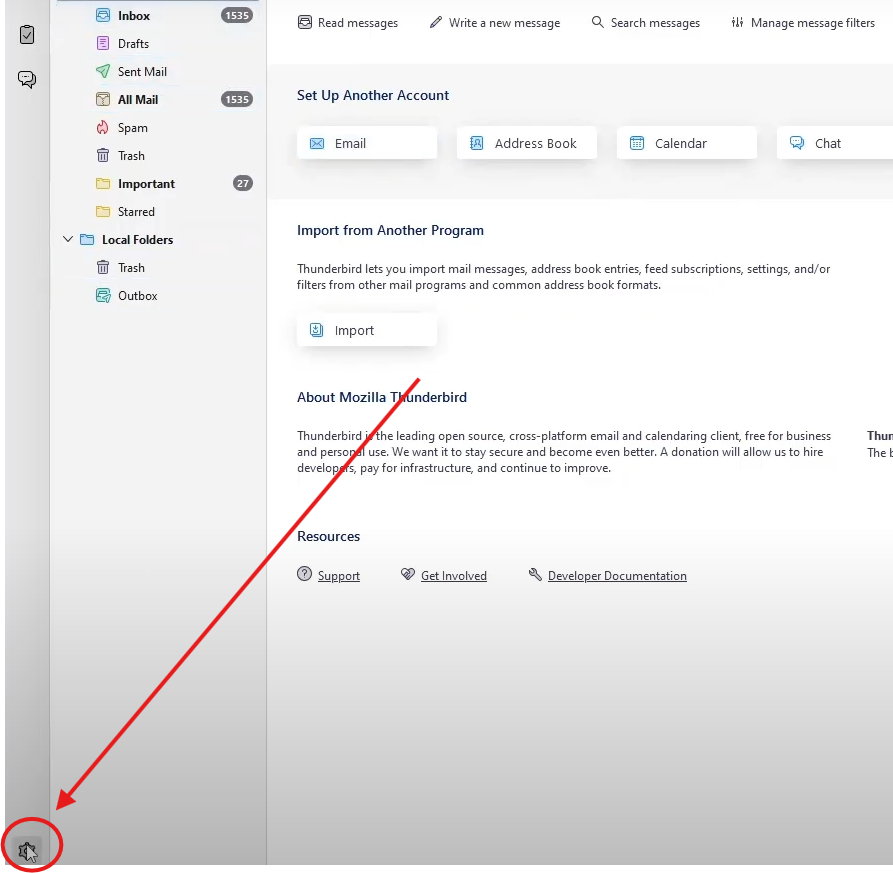 Inbox 1535
Drafts
Sent Mail
All Mail 1535
Spam
Trash
Important 27
Starred
Local Folders
Trash
Outbox
Read messages Write a new message Search messages Manage message filters
Set Up Another Account
Email Address Book Calendar Chat
Import from Another Program
Thunderbird lets you import mail messages, address book entries, feed subscriptions, settings, and/or
filters from other mail programs and common address book formats.
Import
About Mozilla Thunderbird
Thunderbird is the leading open source, cross-platform email and calendaring client, free for business
and personal use. We want it to stay secure and become even better. A donation will allow us to hire
developers, pay for infrastructure, and continue to improve.
Resources
Support Get Involved Developer Documentation